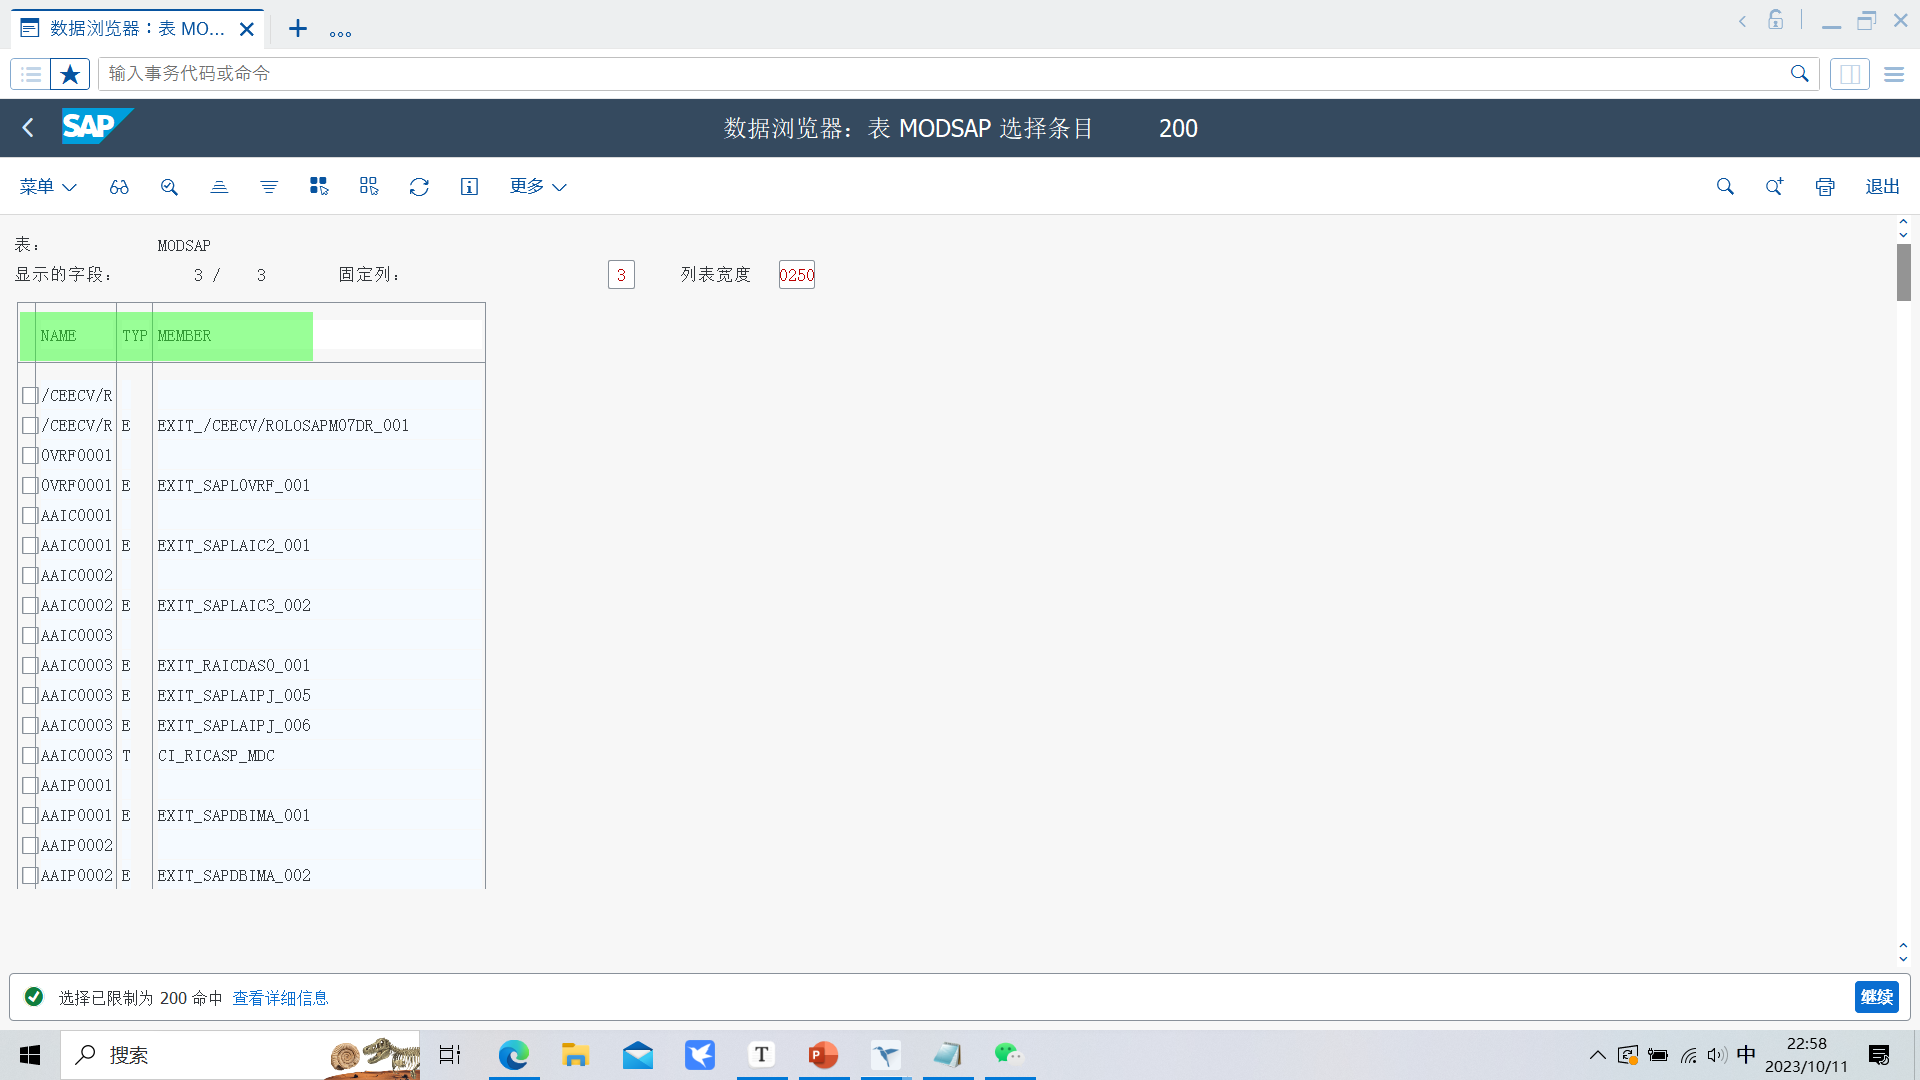 数据浏览器：表 MO...
...
输入事务代码或命令
SAP 数据浏览器：表 MODSAP 选择条目 200
菜单 更多 退出
表： MODSAP
显示的字段： 3 / 3 固定列： 3 列表宽度 0250
NAME TYP MEMBER
/CEECV/R
/CEECV/R E EXIT_/CEECV/ROLOSAPM07DR_001
0VRF0001
0VRF0001 E EXIT_SAPL0VRF_001
AAIC0001
AAIC0001 E EXIT_SAPLAIC2_001
AAIC0002
AAIC0002 E EXIT_SAPLAIC3_002
AAIC0003
AAIC0003 E EXIT_RAICDAS0_001
AAIC0003 E EXIT_SAPLAIPJ_005
AAIC0003 E EXIT_SAPLAIPJ_006
AAIC0003 T CI_RICASP_MDC
AAIP0001
AAIP0001 E EXIT_SAPDBIMA_001
AAIP0002
AAIP0002 E EXIT_SAPDBIMA_002
选择已限制为 200 命中 查看详细信息 继续
搜索 T P 中 22:58
2023/10/11